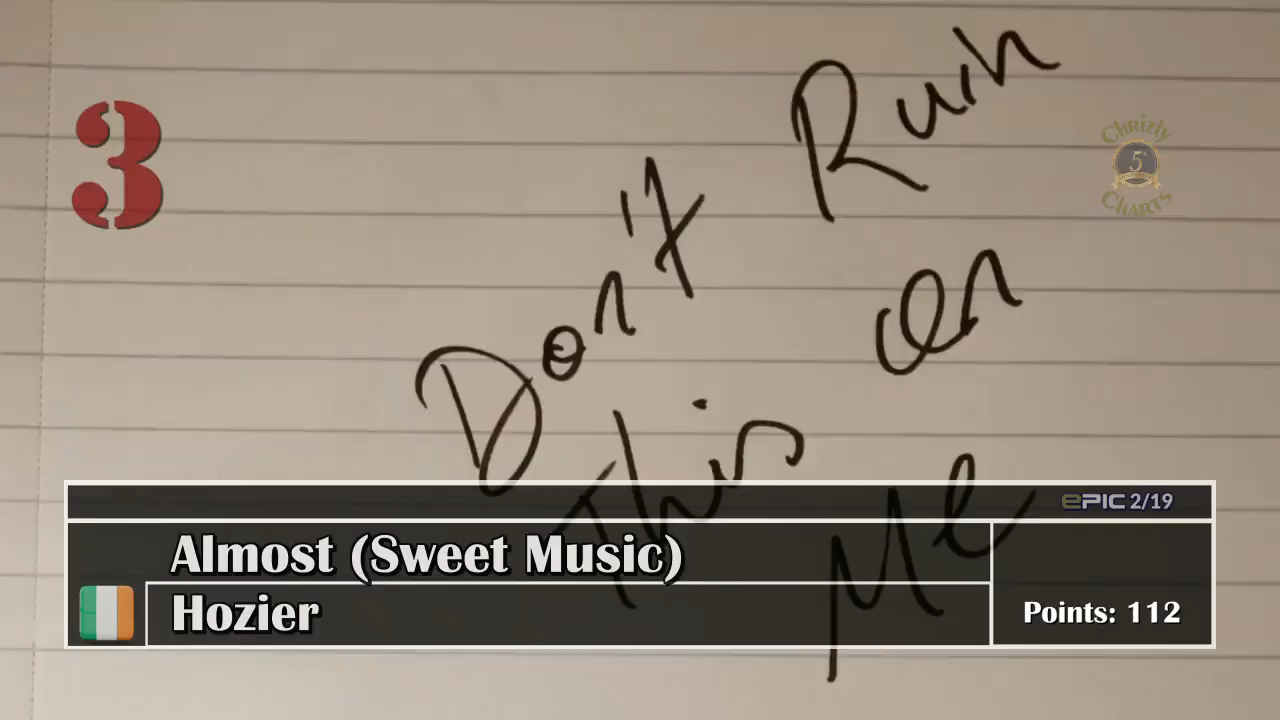 3
Don't Ruin
This on
Me
Chrizly
5
CHARTS
ePIC 2/19
Almost (Sweet Music)
Hozier
Points: 112